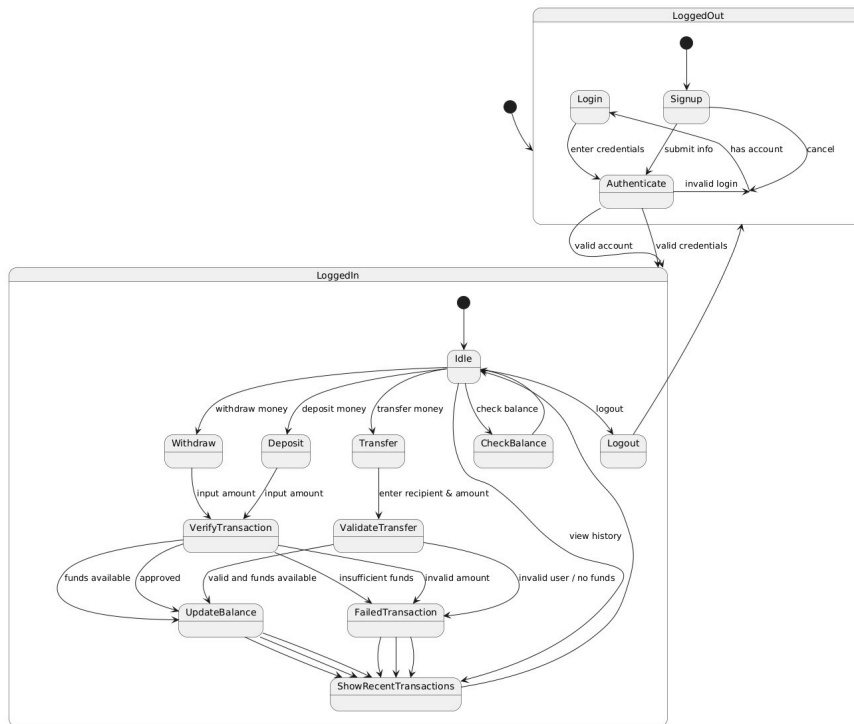 LoggedOut
Login
Signup
enter credentials
submit info
has account
cancel
Authenticate
invalid login
valid account
valid credentials
LoggedIn
Idle
withdraw money
deposit money
transfer money
check balance
logout
Withdraw
Deposit
Transfer
CheckBalance
Logout
input amount
input amount
enter recipient & amount
VerifyTransaction
ValidateTransfer
view history
funds available
approved
valid and funds available
insufficient funds
invalid amount
invalid user / no funds
UpdateBalance
FailedTransaction
ShowRecentTransactions